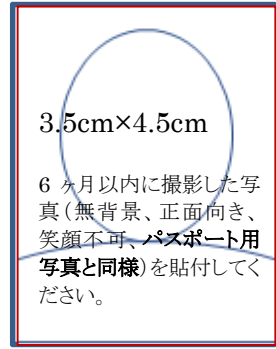 3.5cm×4.5cm
6 ヶ月以内に撮影した写
真（無背景、正面向き、
笑顔不可、パスポート用
写真と同様）を貼付してく
ださい。